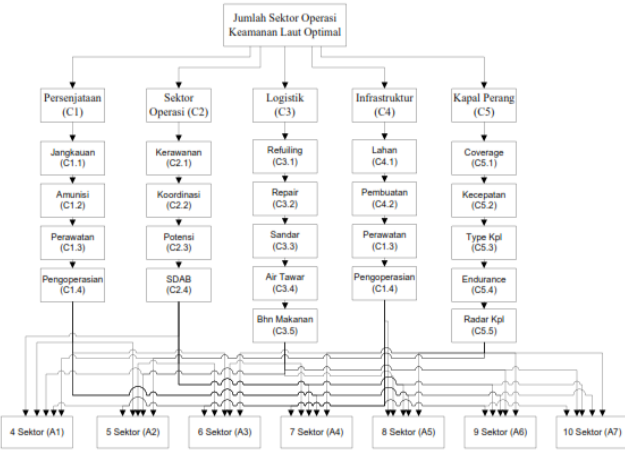 Jumlah Sektor Operasi
Keamanan Laut Optimal
Persenjataan
(C1)
Sektor
Operasi (C2)
Logistik
(C3)
Infrastruktur
(C4)
Kapal Perang
(C5)
Jangkauan
(C1.1)
Kerawanan
(C2.1)
Refuiling
(C3.1)
Lahan
(C4.1)
Coverage
(C5.1)
Amunisi
(C1.2)
Koordinasi
(C2.2)
Repair
(C3.2)
Pembuatan
(C4.2)
Kecepatan
(C5.2)
Perawatan
(C1.3)
Potensi
(C2.3)
Sandar
(C3.3)
Perawatan
(C1.3)
Type Kpl
(C5.3)
Pengoperasian
(C1.4)
SDAB
(C2.4)
Air Tawar
(C3.4)
Pengoperasian
(C1.4)
Endurance
(C5.4)
Bhn Makanan
(C3.5)
Radar Kpl
(C5.5)
4 Sektor (A1)
5 Sektor (A2)
6 Sektor (A3)
7 Sektor (A4)
8 Sektor (A5)
9 Sektor (A6)
10 Sektor (A7)